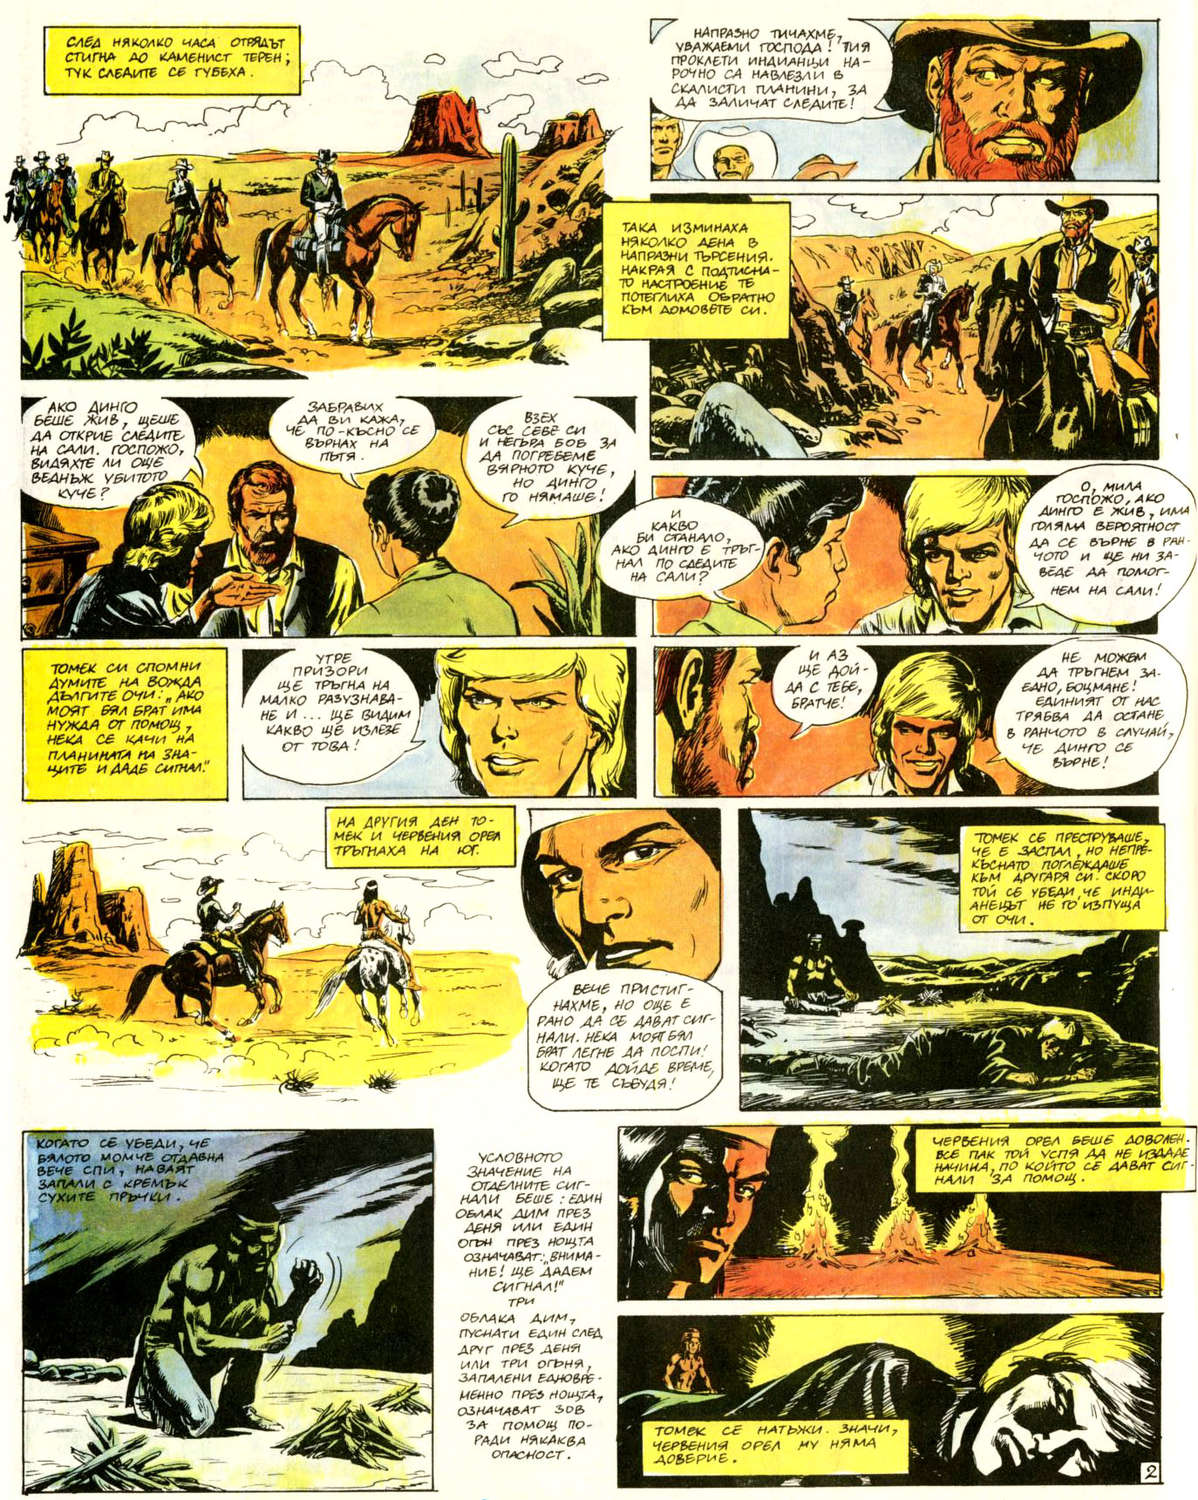 СЛЕД НЯКОЛКО ЧАСА ОТРЯДЪТ
СТИГНА ДО КАМЕНИСТ ТЕРЕН;
ТУК СЛЕДИТЕ СЕ ГУБЕХА.
НАПРАЗНО ТИЧАХМЕ,
УВАЖАЕМИ ГОСПОДА! ТИЯ
ПРОКЛЕТИ ИНДИАНЦИ НА-
РОЧНО СА НАВЛЕЗЛИ В
СКАЛИСТИ ПЛАНИНИ, ЗА
ДА ЗАЛИЧАТ СЛЕДИТЕ!
ТАКА ИЗМИНАХА
НЯКОЛКО ДЕНА В
НАПРАЗНИ ТЪРСЕНИЯ.
НАКРАЯ С ПОДТИСНА-
ТО НАСТРОЕНИЕ ТЕ
ПОТЕГЛИХА ОБРАТНО
КЪМ ДОМОВЕТЕ СИ.
АКО ДИНГО
БЕШЕ ЖИВ, ЩЕШЕ
ДА ОТКРИЕ СЛЕДИТЕ
НА САЛИ. ГОСПОЖО,
ВИДЯХТЕ ЛИ ОЩЕ
ВЕДНЪЖ УБИТОТО
КУЧЕ?
ЗАБРАВИХ
ДА ВИ КАЖА,
ЧЕ ПО-КЪСНО СЕ
ВЪРНАХ НА
ПЪТЯ.
ВЗЕХ
СЪС СЕБЕ СИ
И НЕГЪРА БОБ ЗА
ДА ПОГРЕБЕМЕ
ВЯРНОТО КУЧЕ,
НО ДИНГО
ГО НЯМАШЕ!
И
КАКВО
БИ СТАНАЛО,
АКО ДИНГО Е ТРЪГ-
НАЛ ПО СЛЕДИТЕ
НА САЛИ?
О, МИЛА
ГОСПОЖО, АКО
ДИНГО Е ЖИВ, ИМА
ГОЛЯМА ВЕРОЯТНОСТ
ДА СЕ ВЪРНЕ В РАН-
ЧОТО И ЩЕ НИ ЗА-
ВЕДЕ ДА ПОМОГ-
НЕМ НА САЛИ!
ТОМЕК СИ СПОМНИ
ДУМИТЕ НА ВОЖДА
ДЪЛГИТЕ ОЧИ: „АКО
МОЯТ БЯЛ БРАТ ИМА
НУЖДА ОТ ПОМОЩ,
НЕКА СЕ КАЧИ НА
ПЛАНИНАТА НА ЗНА-
ЦИТЕ И ДАДЕ СИГНАЛ."
УТРЕ
ПРИЗОРИ
ЩЕ ТРЪГНА НА
МАЛКО РАЗУЗНАВА-
НЕ И ... ЩЕ ВИДИМ
КАКВО ЩЕ ИЗЛЕЗЕ
ОТ ТОВА!
И АЗ
ЩЕ ДОЙ-
ДА С ТЕБЕ,
БРАТЧЕ!
НЕ МОЖЕМ
ДА ТРЪГНЕМ ЗА-
ЕДНО, БОЦМАНЕ!
ЕДИНИЯТ ОТ НАС
ТРЯБВА ДА ОСТАНЕ
В РАНЧОТО В СЛУЧАЙ,
ЧЕ ДИНГО СЕ
ВЪРНЕ!
НА ДРУГИЯ ДЕН ТО-
МЕК И ЧЕРВЕНИЯ ОРЕЛ
ТРЪГНАХА НА ЮГ.
ВЕЧЕ ПРИСТИГ-
НАХМЕ, НО ОЩЕ Е
РАНО ДА СЕ ДАВАТ СИГ-
НАЛИ. НЕКА МОЯТ БЯЛ
БРАТ ЛЕГНЕ ДА ПОСПИ!
КОГАТО ДОЙДЕ ВРЕМЕ,
ЩЕ ТЕ СЪБУДЯ!
ТОМЕК СЕ ПРЕСТРУВАШЕ,
ЧЕ Е ЗАСПАЛ, НО НЕПРЕ-
КЪСНАТО ПОГЛЕЖДАШЕ
КЪМ ДРУГАРЯ СИ. СКОРО
ТОЙ СЕ УБЕДИ, ЧЕ ИНДИ-
АНЕЦЪТ НЕ ГО ИЗПУЩА
ОТ ОЧИ.
КОГАТО СЕ УБЕДИ, ЧЕ
БЯЛОТО МОМЧЕ ОТДАВНА
ВЕЧЕ СПИ, НАВАЯТ
ЗАПАЛИ С КРЕМЪК
СУХИТЕ ПРЪЧКИ.
УСЛОВНОТО
ЗНАЧЕНИЕ НА
ОТДЕЛНИТЕ СИГ-
НАЛИ БЕШЕ: ЕДИН
ОБЛАК ДИМ ПРЕЗ
ДЕНЯ ИЛИ ЕДИН
ОГЪН ПРЕЗ НОЩТА
ОЗНАЧАВАТ: „ВНИМА-
НИЕ! ЩЕ ДАДЕМ
СИГНАЛ!"
ТРИ
ОБЛАКА ДИМ,
ПУСНАТИ ЕДИН СЛЕД
ДРУГ ПРЕЗ ДЕНЯ
ИЛИ ТРИ ОГЪНЯ,
ЗАПАЛЕНИ ЕДНОВРЕ-
МЕННО ПРЕЗ НОЩТА,
ОЗНАЧАВАТ ЗОВ
ЗА ПОМОЩ ПО-
РАДИ НЯКАКВА
ОПАСНОСТ.
ЧЕРВЕНИЯ ОРЕЛ БЕШЕ ДОВОЛЕН.
ВСЕ ПАК ТОЙ УСПЯ ДА НЕ ИЗДАДЕ
НАЧИНА, ПО КОЙТО СЕ ДАВАТ СИГ-
НАЛИ ЗА ПОМОЩ.
ТОМЕК СЕ НАТЪЖИ. ЗНАЧИ,
ЧЕРВЕНИЯ ОРЕЛ МУ НЯМА
ДОВЕРИЕ.
2